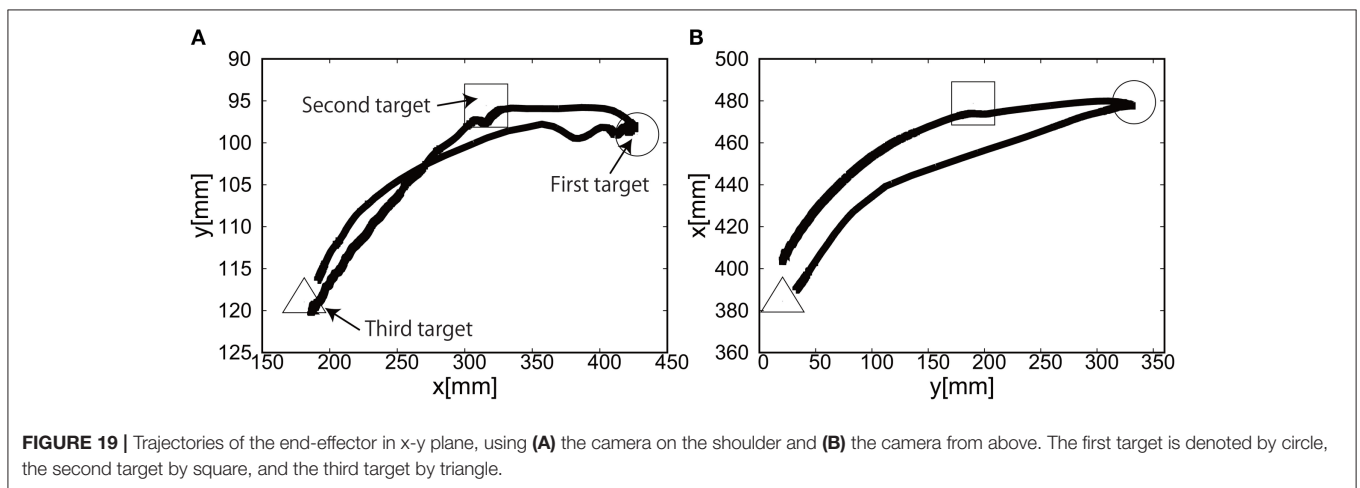 A
B
90
95
100
105
110
115
120
125
y[mm]
150 200 250 300 350 400 450
x[mm]
Second target
First target
Third target
500
480
460
440
420
400
380
360
x[mm]
0 50 100 150 200 250 300 350
y[mm]
FIGURE 19 | Trajectories of the end-effector in x-y plane, using (A) the camera on the shoulder and (B) the camera from above. The first target is denoted by circle,
the second target by square, and the third target by triangle.